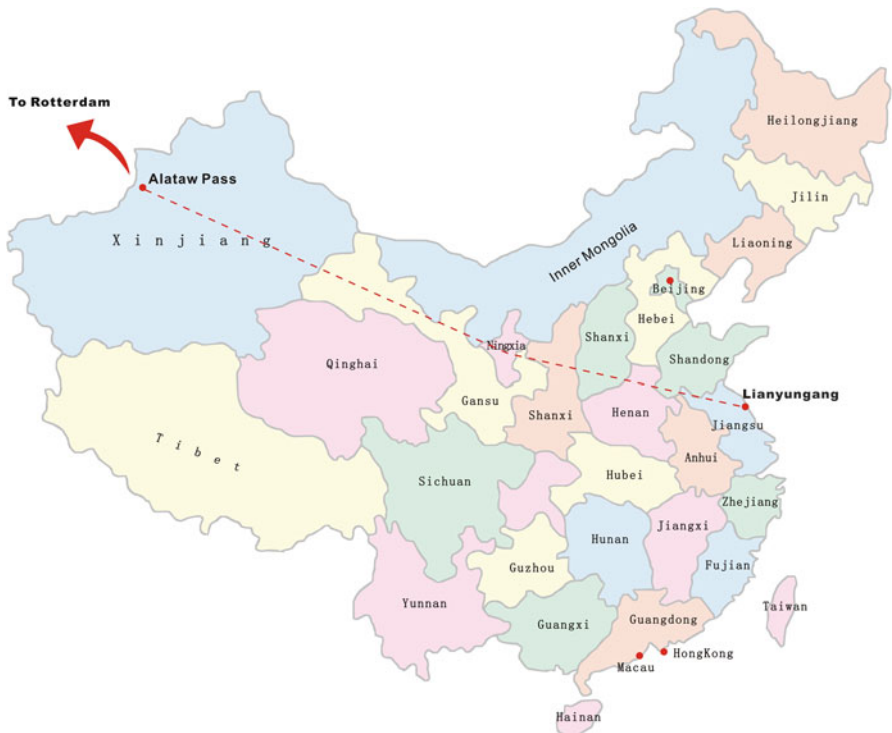 To Rotterdam
Heilongjiang
Alataw Pass
Jilin
Xinjiang
Inner Mongolia
Liaoning
Beijing
Hebei
Shanxi
Ningxia
Shandong
Qinghai
Lianyungang
Gansu
Shanxi
Henan
Jiangsu
Tibet
Anhui
Sichuan
Hubei
Zhejiang
Jiangxi
Hunan
Guzhou
Fujian
Yunnan
Taiwan
Guangxi
Guangdong
HongKong
Macau
Hainan